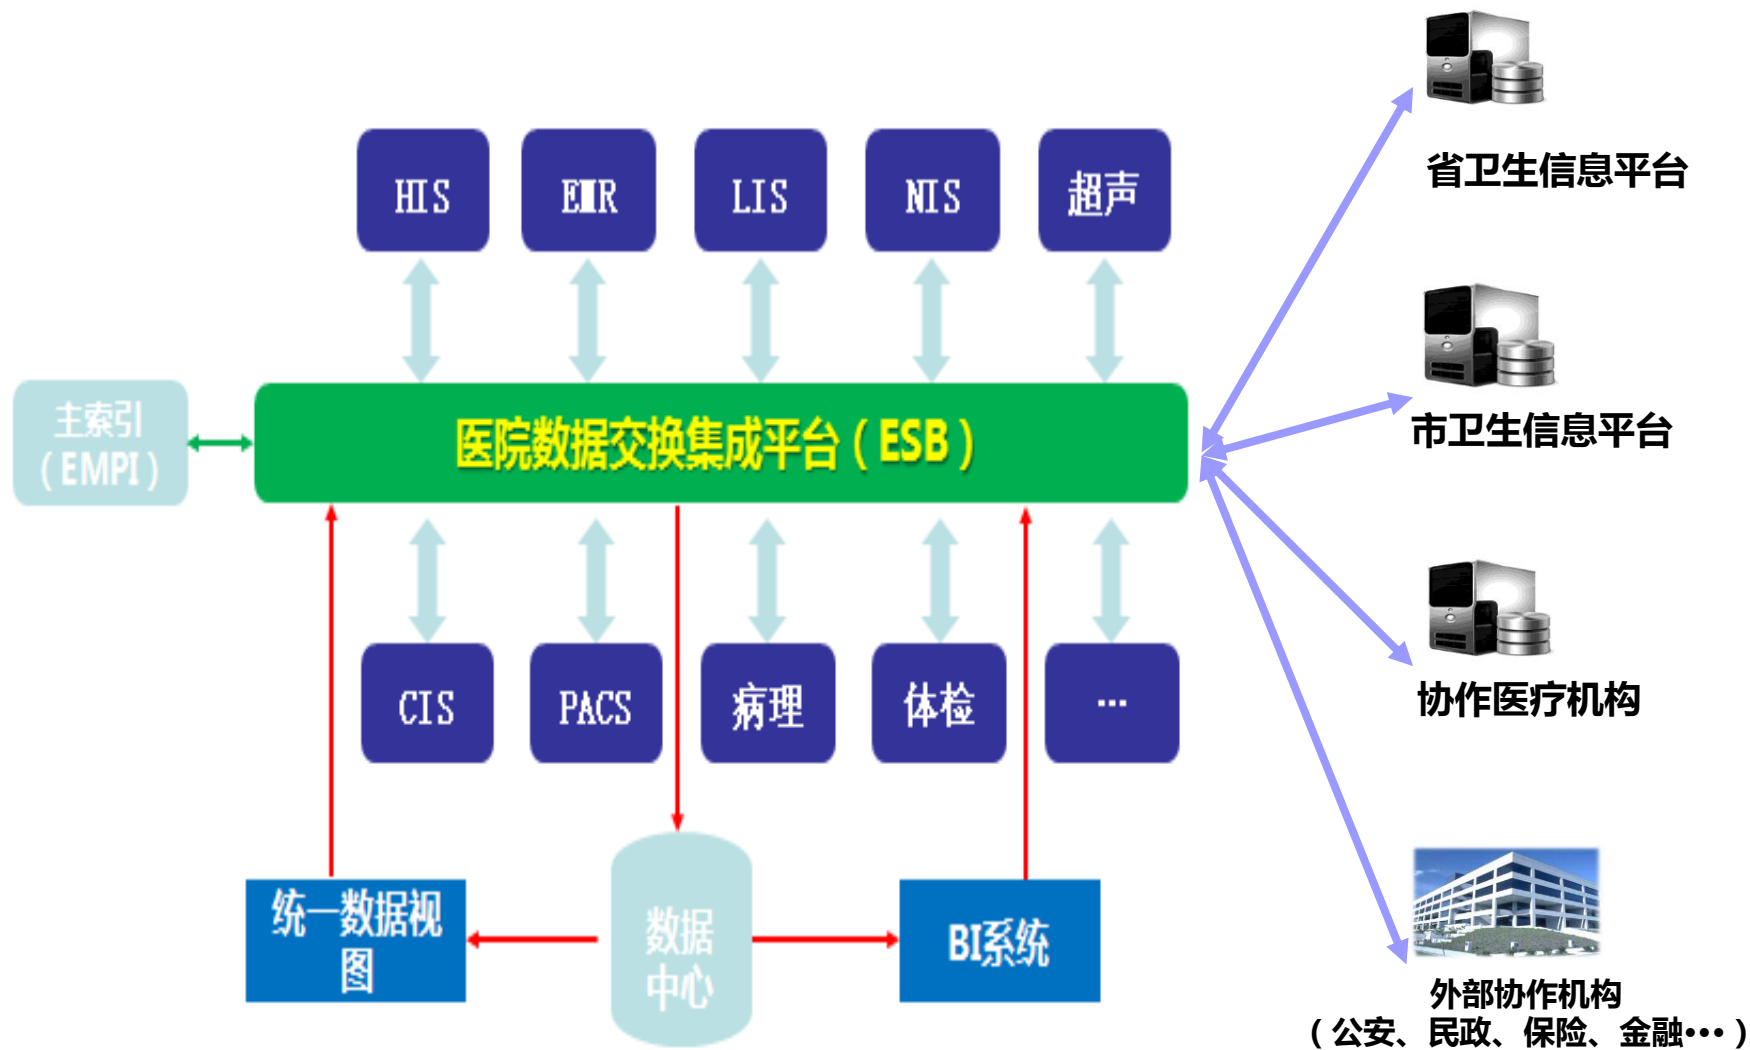 HIS
EMR
LIS
NIS
超声
省卫生信息平台
主索引
（EMPI）
医院数据交换集成平台（ESB）
市卫生信息平台
CIS
PACS
病理
体检
…
协作医疗机构
统一数据视
图
数据
中心
BI系统
外部协作机构
（公安、民政、保险、金融…）